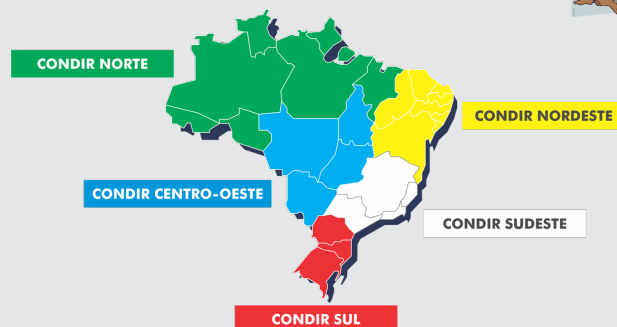 CONDIR NORTE
CONDIR NORDESTE
CONDIR CENTRO-OESTE
CONDIR SUDESTE
CONDIR SUL